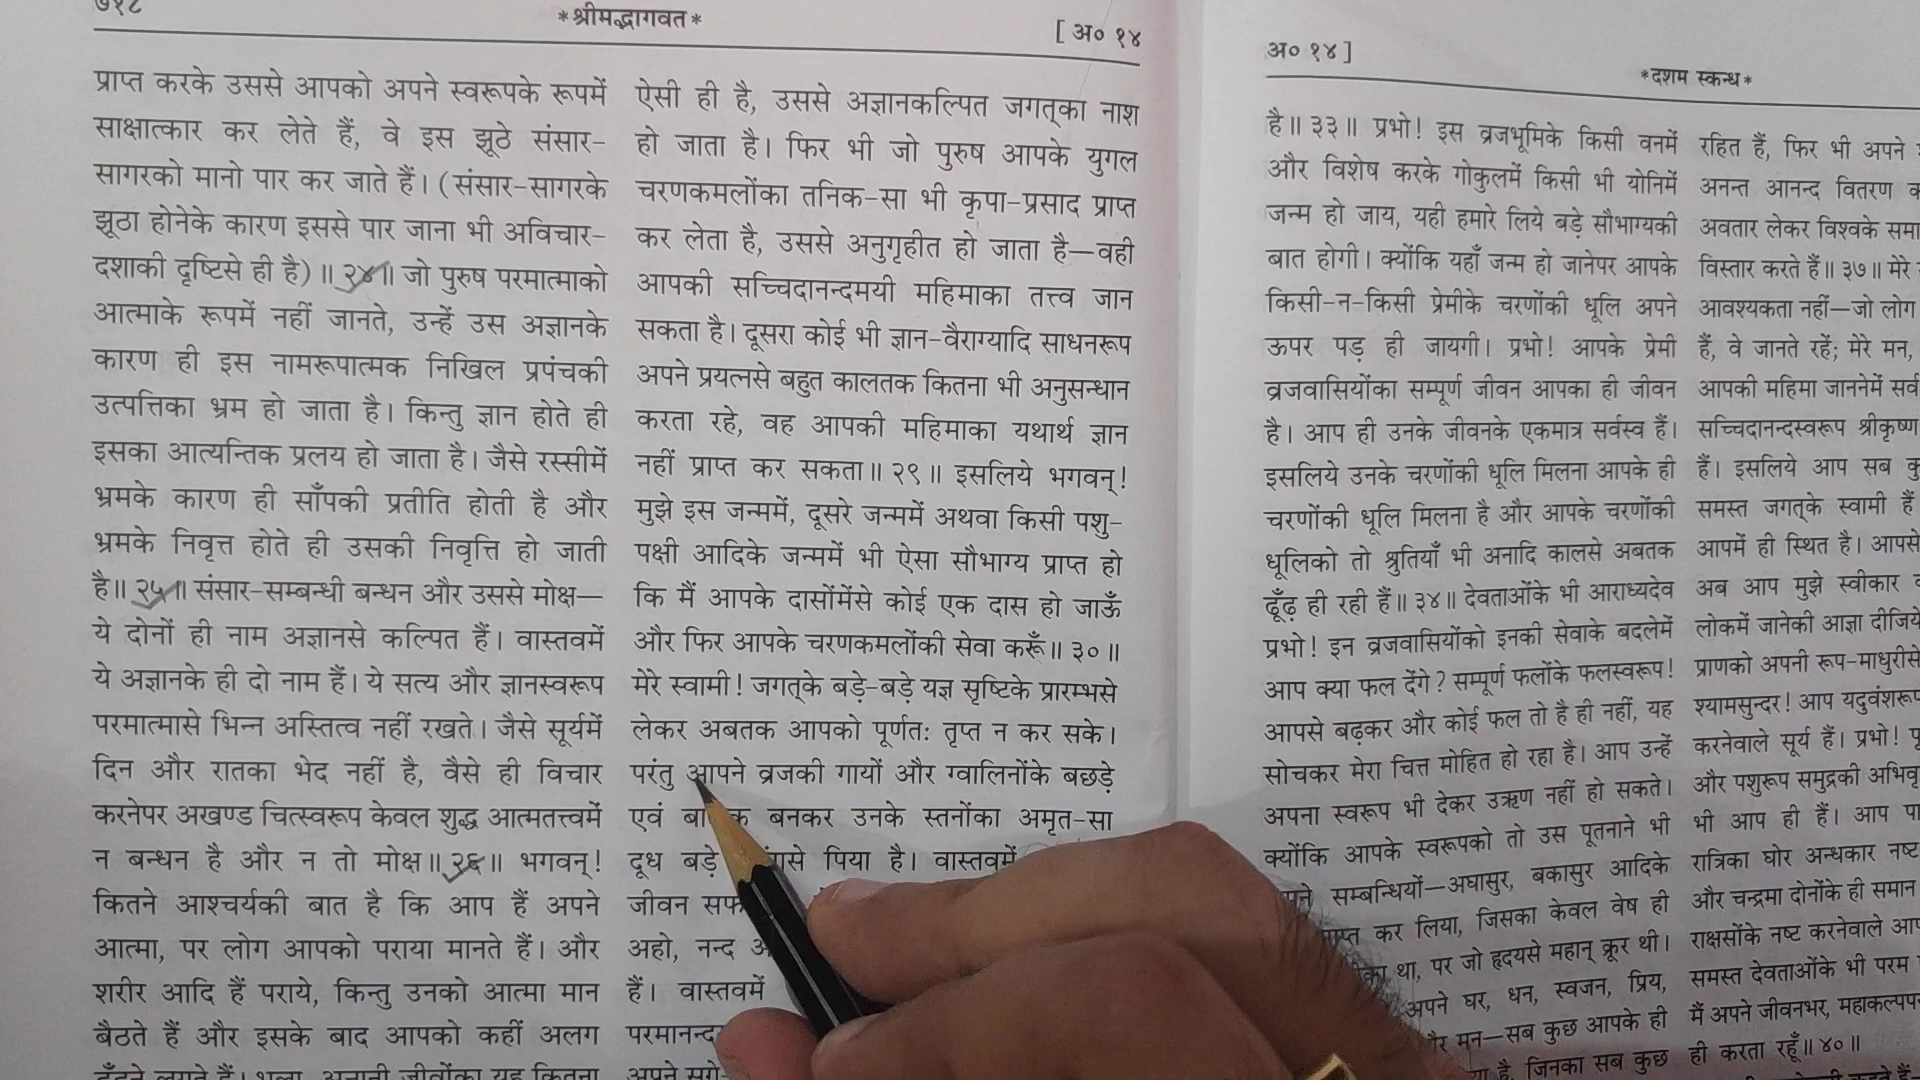 ७१८
*श्रीमद्भागवत*
[ अ० १४
प्राप्त करके उससे आपको अपने स्वरूपके रूपमें
साक्षात्कार कर लेते हैं, वे इस झूठे संसार-
सागरको मानो पार कर जाते हैं। (संसार-सागरके
झूठा होनेके कारण इससे पार जाना भी अविचार-
दशाकी दृष्टिसे ही है)॥ २४॥ जो पुरुष परमात्माको
आत्माके रूपमें नहीं जानते, उन्हें उस अज्ञानके
कारण ही इस नामरूपात्मक निखिल प्रपंचकी
उत्पत्तिका भ्रम हो जाता है। किन्तु ज्ञान होते ही
इसका आत्यन्तिक प्रलय हो जाता है। जैसे रस्सीमें
भ्रमके कारण ही साँपकी प्रतीति होती है और
भ्रमके निवृत्त होते ही उसकी निवृत्ति हो जाती
है॥ २५॥ संसार-सम्बन्धी बन्धन और उससे मोक्ष—
ये दोनों ही नाम अज्ञानसे कल्पित हैं। वास्तवमें
ये अज्ञानके ही दो नाम हैं। ये सत्य और ज्ञानस्वरूप
परमात्मासे भिन्न अस्तित्व नहीं रखते। जैसे सूर्यमें
दिन और रातका भेद नहीं है, वैसे ही विचार
करनेपर अखण्ड चित्स्वरूप केवल शुद्ध आत्मतत्त्वमें
न बन्धन है और न तो मोक्ष॥ २६॥ भगवन्!
कितने आश्चर्यकी बात है कि आप हैं अपने
आत्मा, पर लोग आपको पराया मानते हैं। और
शरीर आदि हैं पराये, किन्तु उनको आत्मा मान
बैठते हैं और इसके बाद आपको कहीं अलग
ढूँढ़ने लगते हैं। भला, अज्ञानी जीवोंका यह कितना
ऐसी ही है, उससे अज्ञानकल्पित जगत्‌का नाश
हो जाता है। फिर भी जो पुरुष आपके युगल
चरणकमलोंका तनिक-सा भी कृपा-प्रसाद प्राप्त
कर लेता है, उससे अनुगृहीत हो जाता है—वही
आपकी सच्चिदानन्दमयी महिमाका तत्त्व जान
सकता है। दूसरा कोई भी ज्ञान-वैराग्यादि साधनरूप
अपने प्रयत्नसे बहुत कालतक कितना भी अनुसन्धान
करता रहे, वह आपकी महिमाका यथार्थ ज्ञान
नहीं प्राप्त कर सकता॥ २९॥ इसलिये भगवन्!
मुझे इस जन्ममें, दूसरे जन्ममें अथवा किसी पशु-
पक्षी आदिके जन्ममें भी ऐसा सौभाग्य प्राप्त हो
कि मैं आपके दासोंमेंसे कोई एक दास हो जाऊँ
और फिर आपके चरणकमलोंकी सेवा करूँ॥ ३०॥
मेरे स्वामी! जगत्‌के बड़े-बड़े यज्ञ सृष्टिके प्रारम्भसे
लेकर अबतक आपको पूर्णतः तृप्त न कर सके।
परंतु आपने व्रजकी गायों और ग्वालिनोंके बछड़े
एवं बनकर उनके स्तनोंका अमृत-सा
दूध बड़े पिया है। वास्तवमें
जीवन
अहो, नन्द
हैं। वास्तवमें
परमानन्द
अपने सगे-
अ० १४]
*दशम स्कन्ध*
है॥ ३३॥ प्रभो! इस व्रजभूमिके किसी वनमें
और विशेष करके गोकुलमें किसी भी योनिमें
जन्म हो जाय, यही हमारे लिये बड़े सौभाग्यकी
बात होगी। क्योंकि यहाँ जन्म हो जानेपर आपके
किसी-न-किसी प्रेमीके चरणोंकी धूलि अपने
ऊपर पड़ ही जायगी। प्रभो! आपके प्रेमी
व्रजवासियोंका सम्पूर्ण जीवन आपका ही जीवन
है। आप ही उनके जीवनके एकमात्र सर्वस्व हैं।
इसलिये उनके चरणोंकी धूलि मिलना आपके ही
चरणोंकी धूलि मिलना है और आपके चरणोंकी
धूलिको तो श्रुतियाँ भी अनादि कालसे अबतक
ढूँढ़ ही रही हैं॥ ३४॥ देवताओंके भी आराध्यदेव
प्रभो! इन व्रजवासियोंको इनकी सेवाके बदलेमें
आप क्या फल देंगे? सम्पूर्ण फलोंके फलस्वरूप!
आपसे बढ़कर और कोई फल तो है ही नहीं, यह
सोचकर मेरा चित्त मोहित हो रहा है। आप उन्हें
अपना स्वरूप भी देकर उऋण नहीं हो सकते।
क्योंकि आपके स्वरूपको तो उस पूतनाने भी
सम्बन्धियों—अघासुर, बकासुर आदिके
कर लिया, जिसका केवल वेष ही
था, पर जो हृदयसे महान् क्रूर थी।
अपने घर, धन, स्वजन, प्रिय,
मन—सब कुछ आपके ही
है, जिनका सब कुछ
रहित हैं, फिर भी अपने
अनन्त आनन्द वितरण
अवतार लेकर विश्वके
विस्तार करते हैं॥ ३७॥ मेरे
आवश्यकता नहीं—जो लोग
हैं, वे जानते रहें; मेरे मन,
आपकी महिमा जाननेमें
सच्चिदानन्दस्वरूप श्रीकृष्ण
हैं। इसलिये आप सब
समस्त जगत्‌के स्वामी हैं
आपमें ही स्थित है। आपसे
अब आप मुझे स्वीकार
लोकमें जानेकी आज्ञा दीजिये
प्राणको अपनी रूप-माधुरीसे
श्यामसुन्दर! आप यदुवंशरूप
करनेवाले सूर्य हैं। प्रभो!
और पशुरूप समुद्रकी
भी आप ही हैं। आप
रात्रिका घोर अन्धकार नष्ट
और चन्द्रमा दोनोंके ही समान
राक्षसोंके नष्ट करनेवाले
समस्त देवताओंके भी परम
मैं अपने जीवनभर,
ही करता रहूँ॥ ४०॥